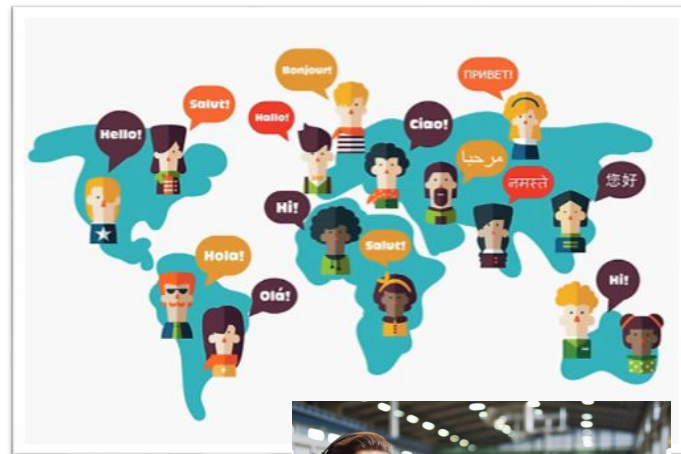 Bonjour!
ПРИВЕТ!
Salut!
Hallo!
Ciao!
Hello!
مرحبا
नमस्ते
您好
Hi!
Salut!
Hola!
Olá!
Hi!